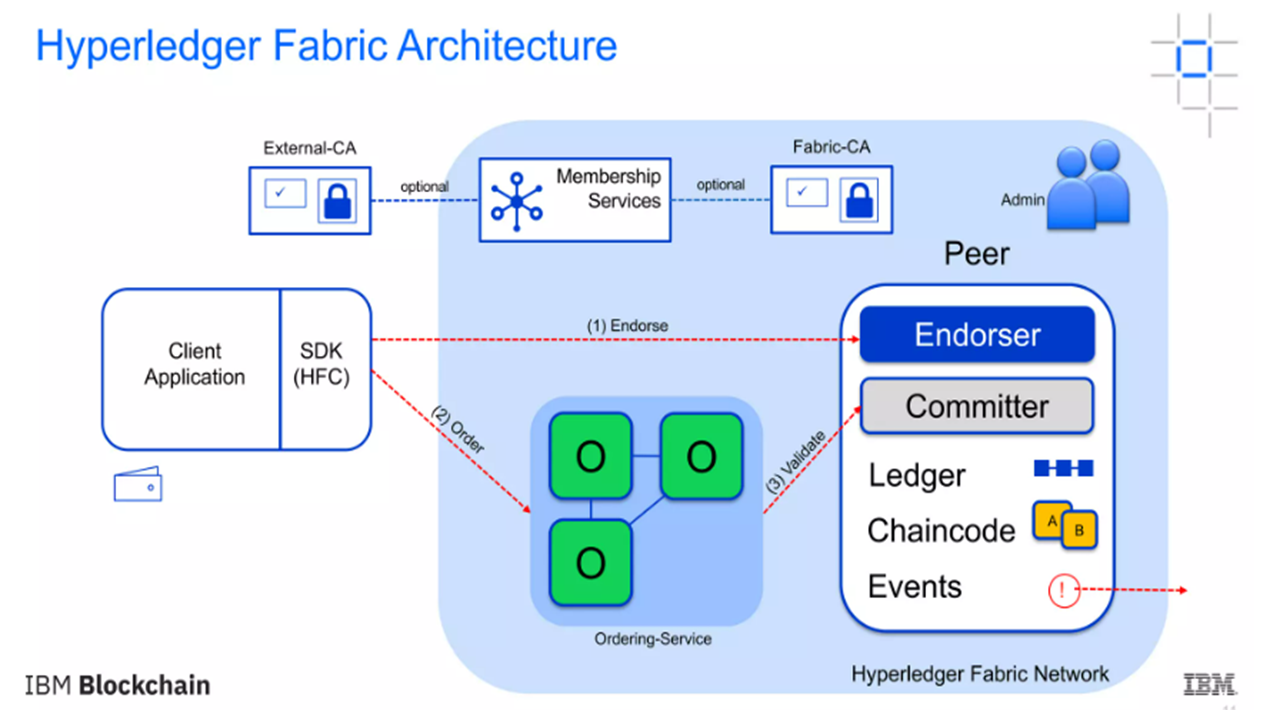 Hyperledger Fabric Architecture
External-CA
Fabric-CA
optional
Membership
Services
optional
Admin
Peer
Client
Application
SDK
(HFC)
(1) Endorse
Endorser
(2) Order
Committer
O
O
O
(3) Validate
Ledger
Chaincode
A
B
Events
!
Ordering-Service
Hyperledger Fabric Network
IBM Blockchain
IBM